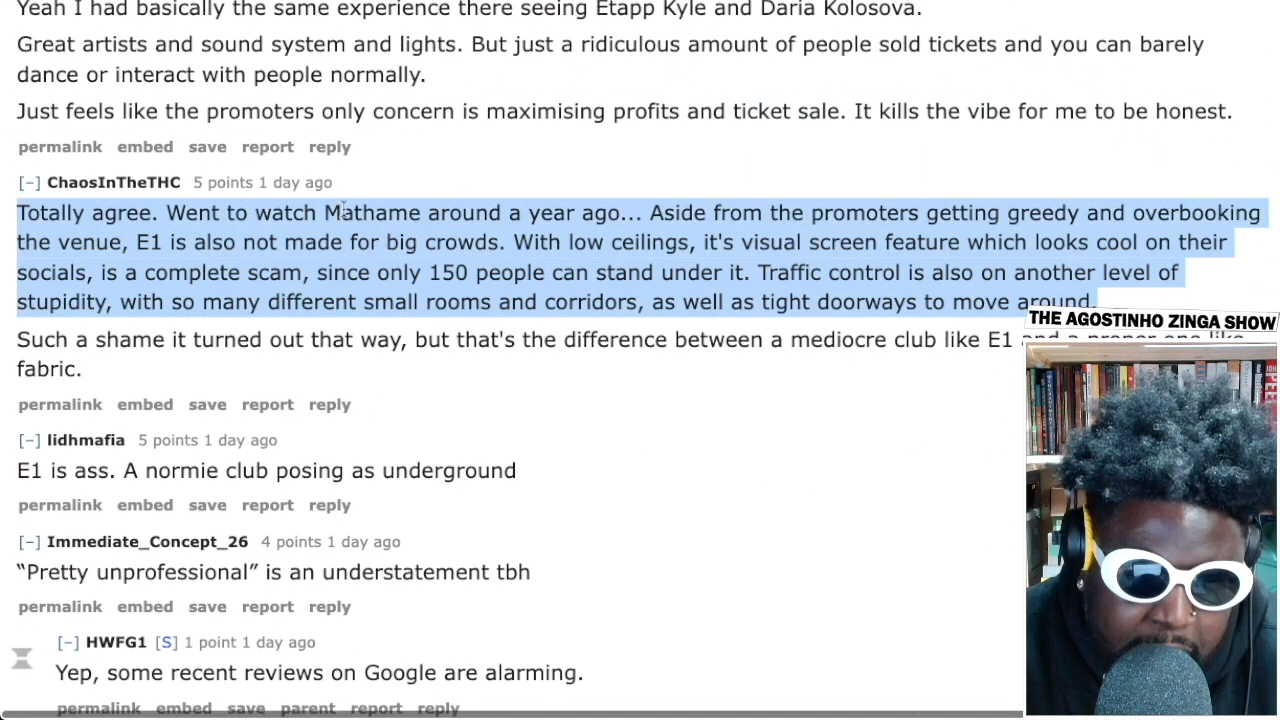 Yeah I had basically the same experience there seeing Etapp Kyle and Daria Kolosova.
Great artists and sound system and lights. But just a ridiculous amount of people sold tickets and you can barely
dance or interact with people normally.
Just feels like the promoters only concern is maximising profits and ticket sale. It kills the vibe for me to be honest.
permalink embed save report reply
[–] ChaosInTheTHC 5 points 1 day ago
Totally agree. Went to watch Mathame around a year ago... Aside from the promoters getting greedy and overbooking
the venue, E1 is also not made for big crowds. With low ceilings, it's visual screen feature which looks cool on their
socials, is a complete scam, since only 150 people can stand under it. Traffic control is also on another level of
stupidity, with so many different small rooms and corridors, as well as tight doorways to move around.
THE AGOSTINHO ZINGA SHOW
Such a shame it turned out that way, but that's the difference between a mediocre club like E1 and a proper one like
fabric.
permalink embed save report reply
[–] lidhmafia 5 points 1 day ago
E1 is ass. A normie club posing as underground
permalink embed save report reply
[–] Immediate_Concept_26 4 points 1 day ago
“Pretty unprofessional” is an understatement tbh
permalink embed save report reply
[–] HWFG1 [S] 1 point 1 day ago
Yep, some recent reviews on Google are alarming.
permalink embed save parent report reply